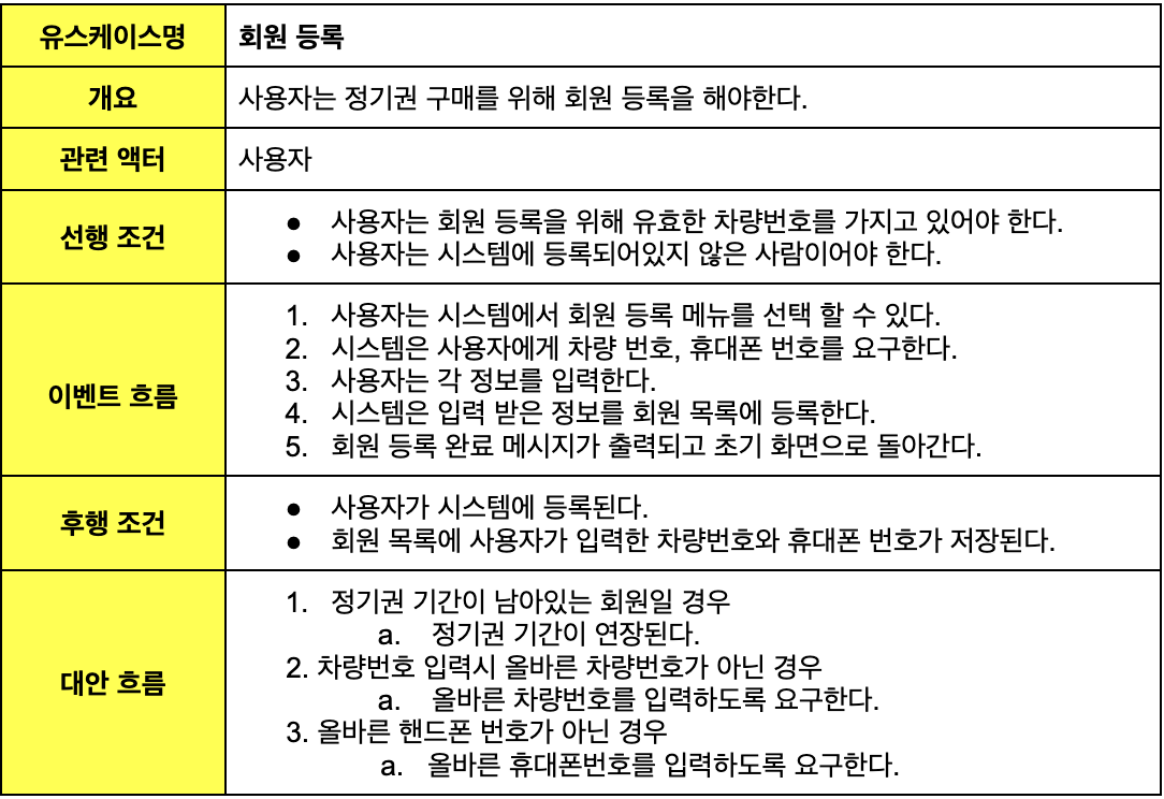 유스케이스명 회원 등록
개요 사용자는 정기권 구매를 위해 회원 등록을 해야한다.
관련 액터 사용자
선행 조건
● 사용자는 회원 등록을 위해 유효한 차량번호를 가지고 있어야 한다.
● 사용자는 시스템에 등록되어있지 않은 사람이어야 한다.
이벤트 흐름
1. 사용자는 시스템에서 회원 등록 메뉴를 선택 할 수 있다.
2. 시스템은 사용자에게 차량 번호, 휴대폰 번호를 요구한다.
3. 사용자는 각 정보를 입력한다.
4. 시스템은 입력 받은 정보를 회원 목록에 등록한다.
5. 회원 등록 완료 메시지가 출력되고 초기 화면으로 돌아간다.
후행 조건
● 사용자가 시스템에 등록된다.
● 회원 목록에 사용자가 입력한 차량번호와 휴대폰 번호가 저장된다.
대안 흐름
1. 정기권 기간이 남아있는 회원일 경우
a. 정기권 기간이 연장된다.
2. 차량번호 입력시 올바른 차량번호가 아닌 경우
a. 올바른 차량번호를 입력하도록 요구한다.
3. 올바른 핸드폰 번호가 아닌 경우
a. 올바른 휴대폰번호를 입력하도록 요구한다.